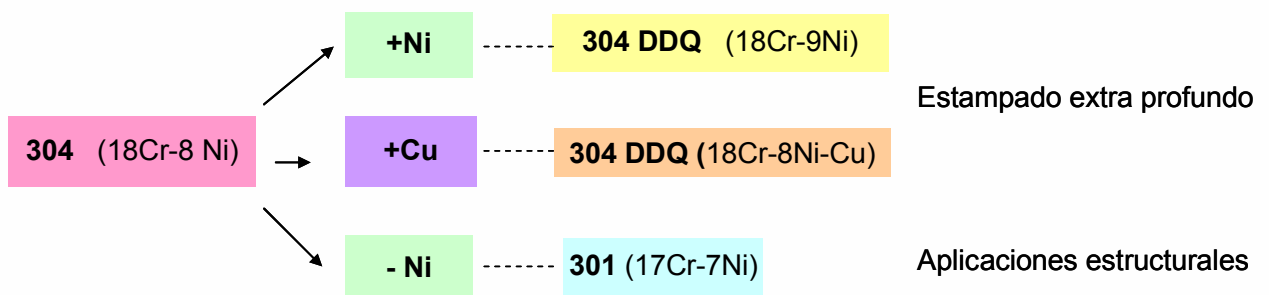 +Ni
304 DDQ (18Cr-9Ni)
Estampado extra profundo
304 (18Cr-8 Ni)
+Cu
304 DDQ (18Cr-8Ni-Cu)
- Ni
301 (17Cr-7Ni)
Aplicaciones estructurales